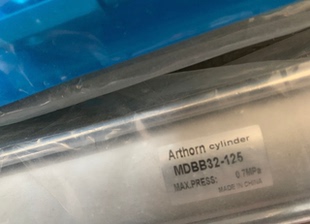 Arthorn cylinder
MDBB32-125
MAX.PRESS: 0.7MPa
MADE IN CHINA